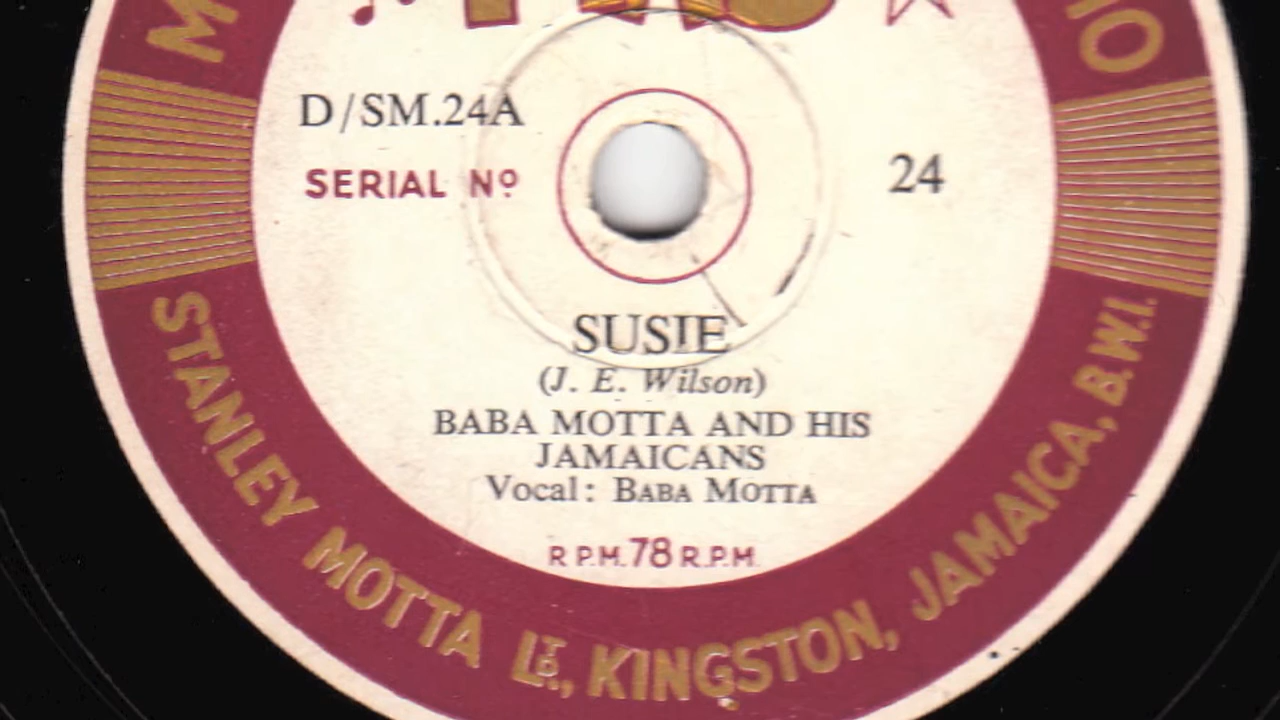 D/SM.24A
SERIAL Nº
24
SUSIE
(J. E. Wilson)
BABA MOTTA AND HIS
JAMAICANS
Vocal: BABA MOTTA
R.P.M. 78 R.P.M.
STANLEY MOTTA LTD., KINGSTON, JAMAICA, B.W.I.